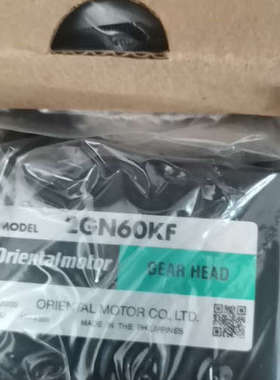 MODEL 2GN60KF
Orientalmotor
GEAR HEAD
ORIENTAL MOTOR CO.,LTD.
MADE IN THE PHILIPPINES